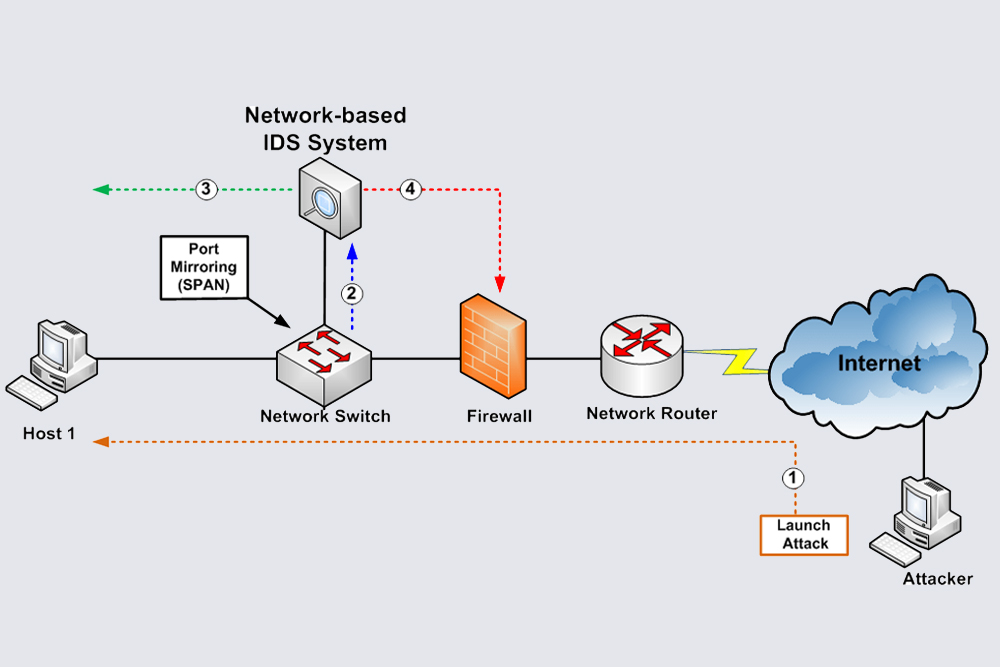 Network-based
IDS System
3
4
Port
Mirroring
(SPAN)
2
Internet
Network Switch
Firewall
Network Router
Host 1
1
Launch
Attack
Attacker